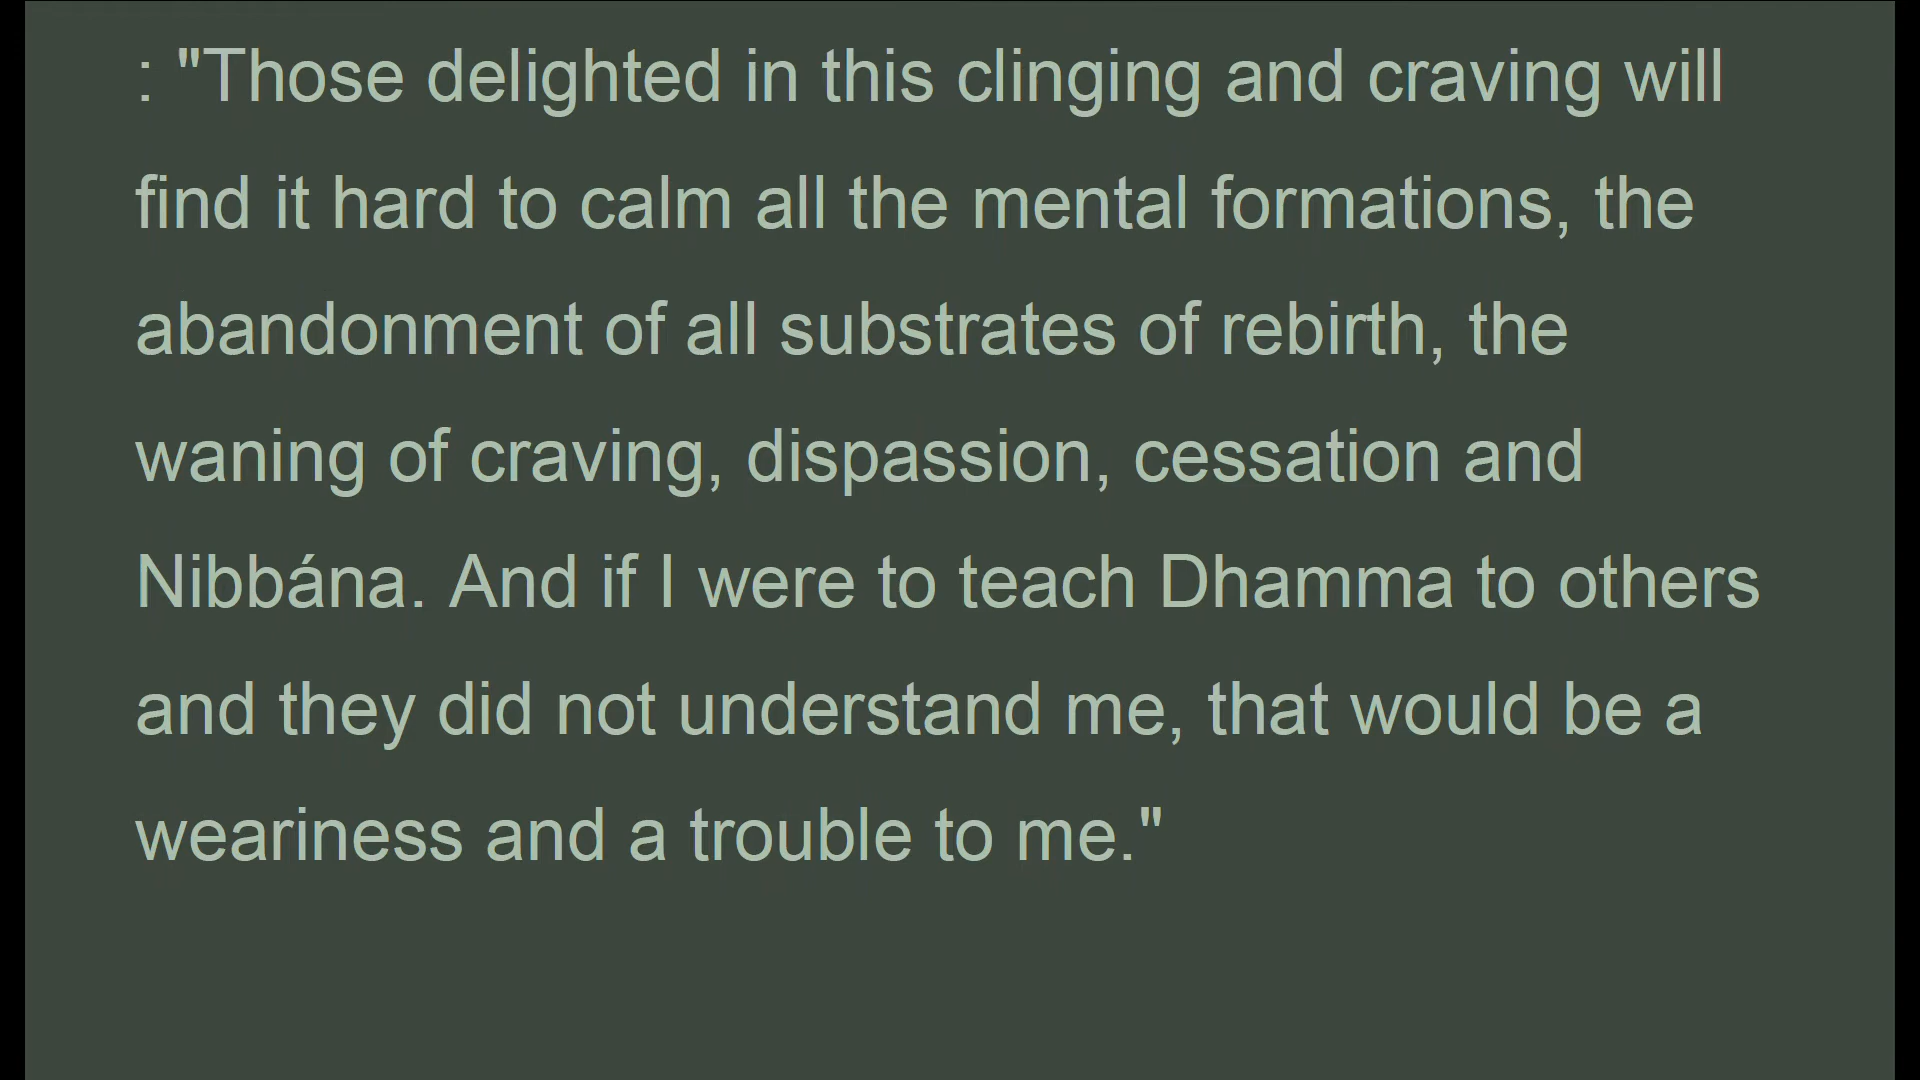 : "Those delighted in this clinging and craving will
find it hard to calm all the mental formations, the
abandonment of all substrates of rebirth, the
waning of craving, dispassion, cessation and
Nibbána. And if I were to teach Dhamma to others
and they did not understand me, that would be a
weariness and a trouble to me."